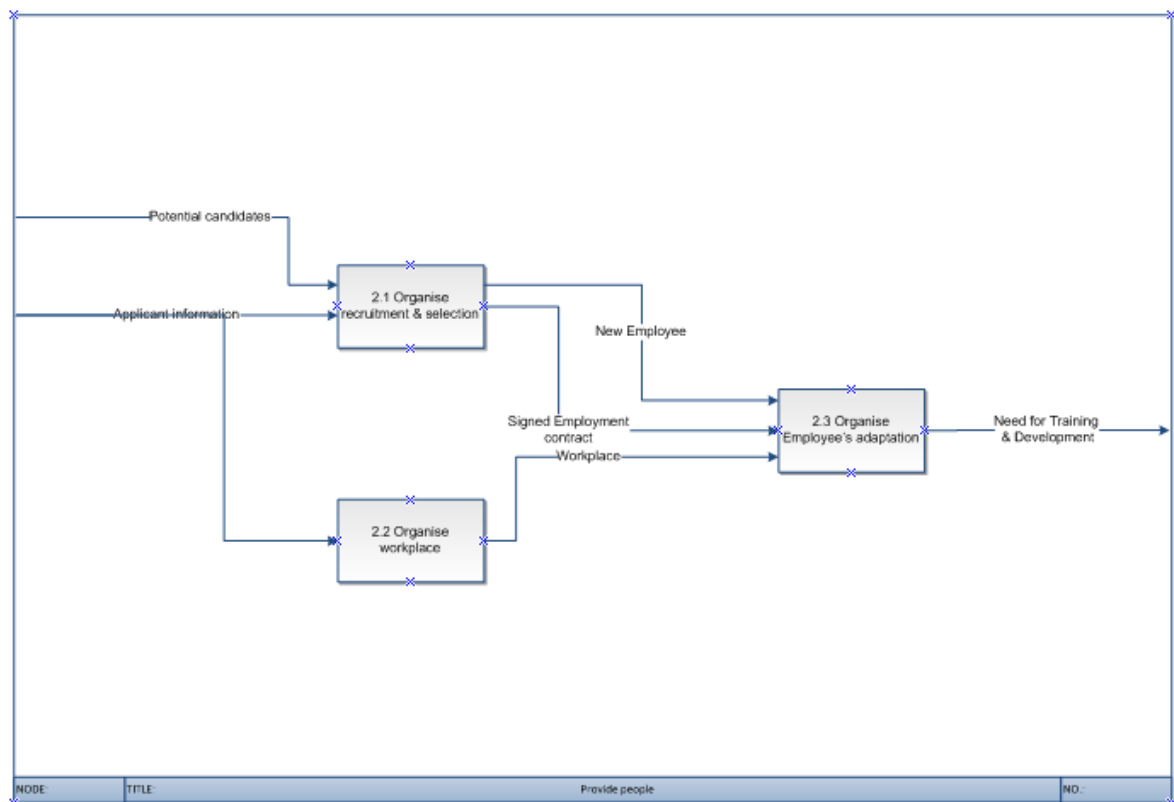 Potential candidates
2.1 Organise
recruitment & selection
Applicant information
New Employee
Signed Employment
contract
Workplace
2.3 Organise
Employee's adaptation
Need for Training
& Development
2.2 Organise
workplace
NODE:
TITLE:
Provide people
NO.: